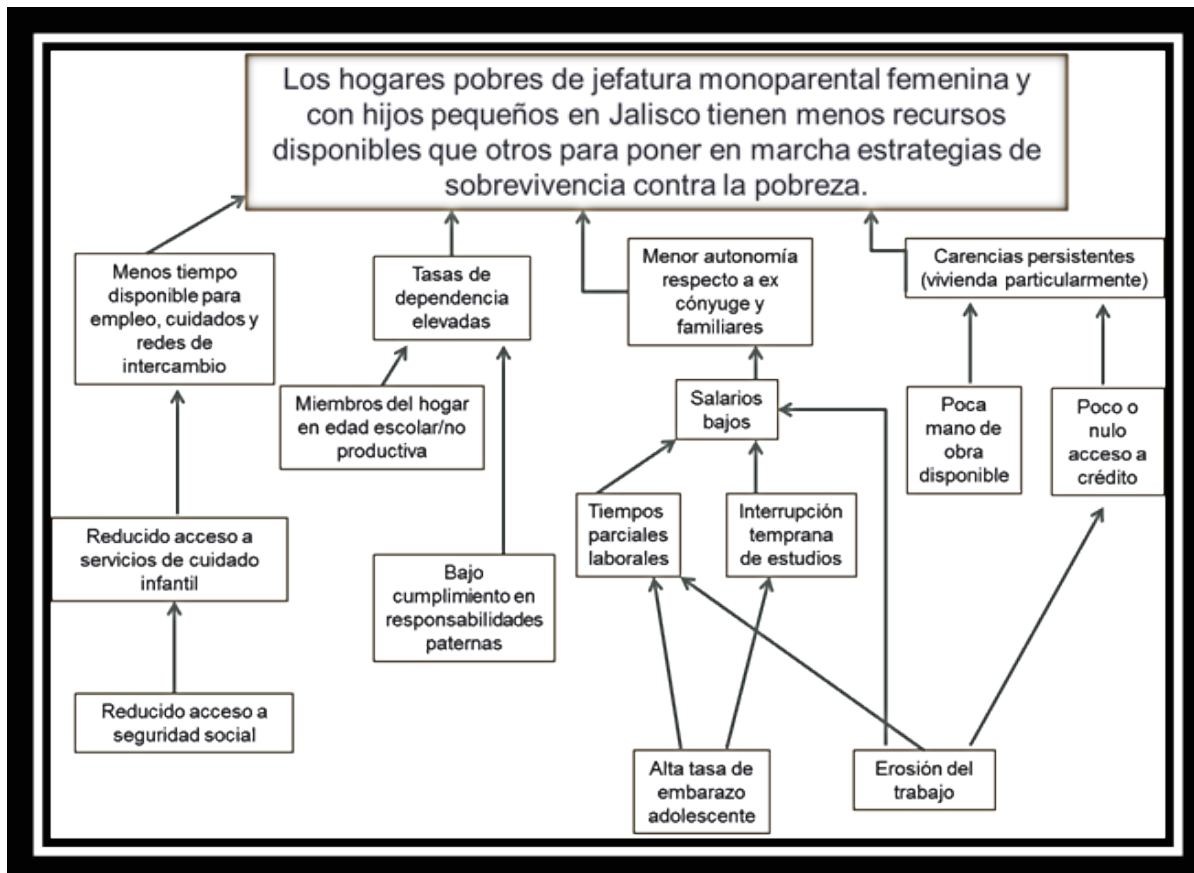 Los hogares pobres de jefatura monoparental femenina y
con hijos pequeños en Jalisco tienen menos recursos
disponibles que otros para poner en marcha estrategias de
sobrevivencia contra la pobreza.
Menos tiempo
disponible para
empleo, cuidados y
redes de
intercambio
Tasas de
dependencia
elevadas
Menor autonomía
respecto a ex
cónyuge y
familiares
Carencias persistentes
(vivienda particularmente)
Miembros del hogar
en edad escolar/no
productiva
Salarios
bajos
Poca
mano de
obra
disponible
Poco o
nulo
acceso a
crédito
Reducido acceso a
servicios de cuidado
infantil
Bajo
cumplimiento en
responsabilidades
paternas
Tiempos
parciales
laborales
Interrupción
temprana
de estudios
Reducido acceso a
seguridad social
Alta tasa de
embarazo
adolescente
Erosión del
trabajo